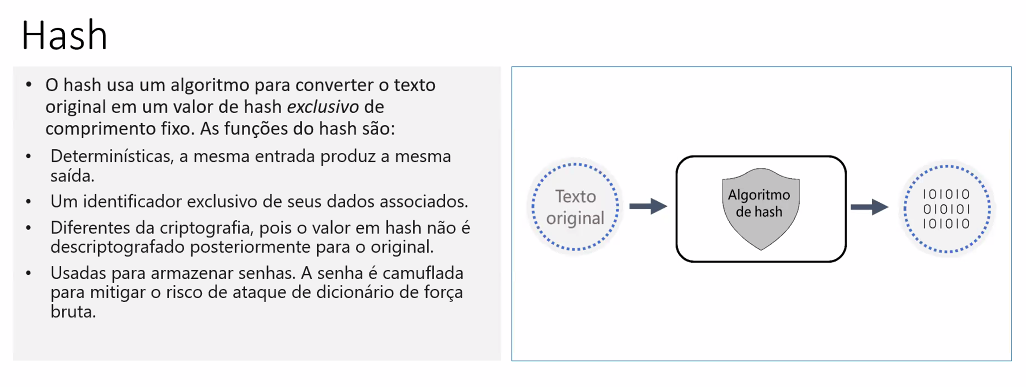 Hash
• O hash usa um algoritmo para converter o texto
original em um valor de hash exclusivo de
comprimento fixo. As funções do hash são:
• Determinísticas, a mesma entrada produz a mesma
saída.
• Um identificador exclusivo de seus dados associados.
• Diferentes da criptografia, pois o valor em hash não é
descriptografado posteriormente para o original.
• Usadas para armazenar senhas. A senha é camuflada
para mitigar o risco de ataque de dicionário de força
bruta.
Texto
original
Algoritmo
de hash
101010
010101
101010